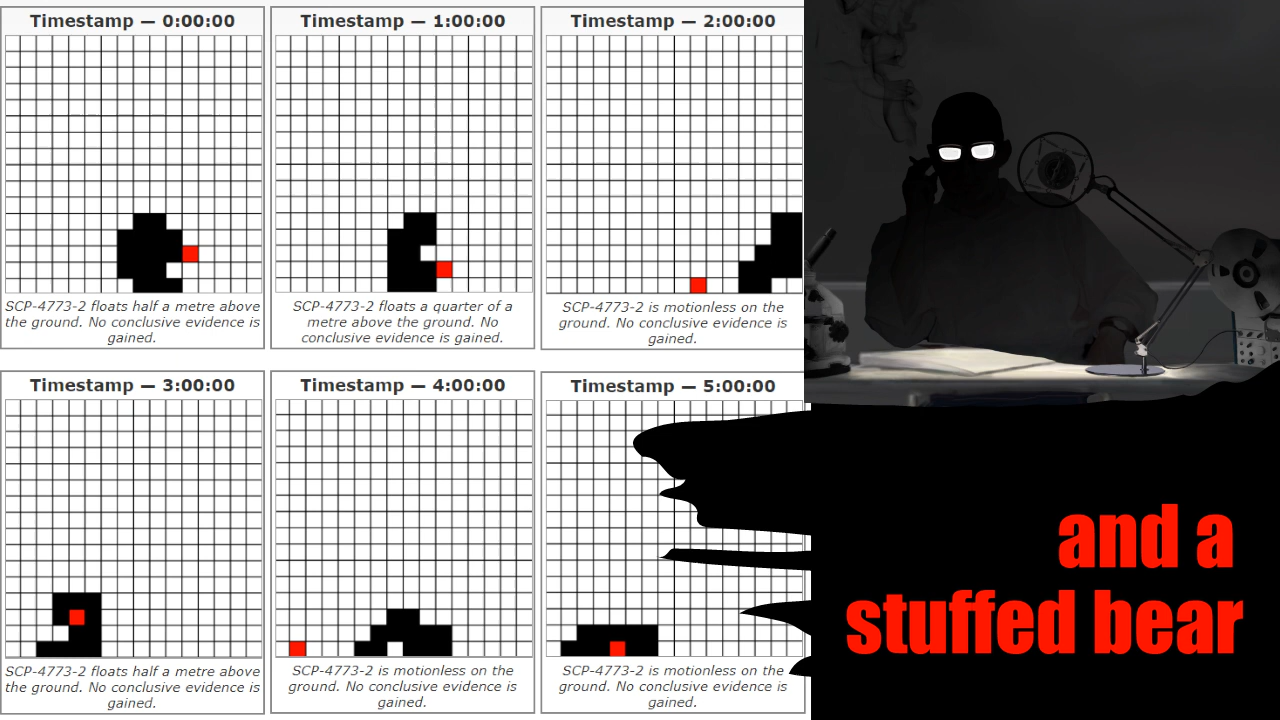 Timestamp — 0:00:00
SCP-4773-2 floats half a metre above
the ground. No conclusive evidence is
gained.
Timestamp — 1:00:00
SCP-4773-2 floats a quarter of a
metre above the ground. No
conclusive evidence is gained.
Timestamp — 2:00:00
SCP-4773-2 is motionless on the
ground. No conclusive evidence is
gained.
Timestamp — 3:00:00
SCP-4773-2 floats half a metre above
the ground. No conclusive evidence is
gained.
Timestamp — 4:00:00
SCP-4773-2 is motionless on the
ground. No conclusive evidence is
gained.
Timestamp — 5:00:00
SCP-4773-2 is motionless on the
ground. No conclusive evidence is
gained.
and a
stuffed bear